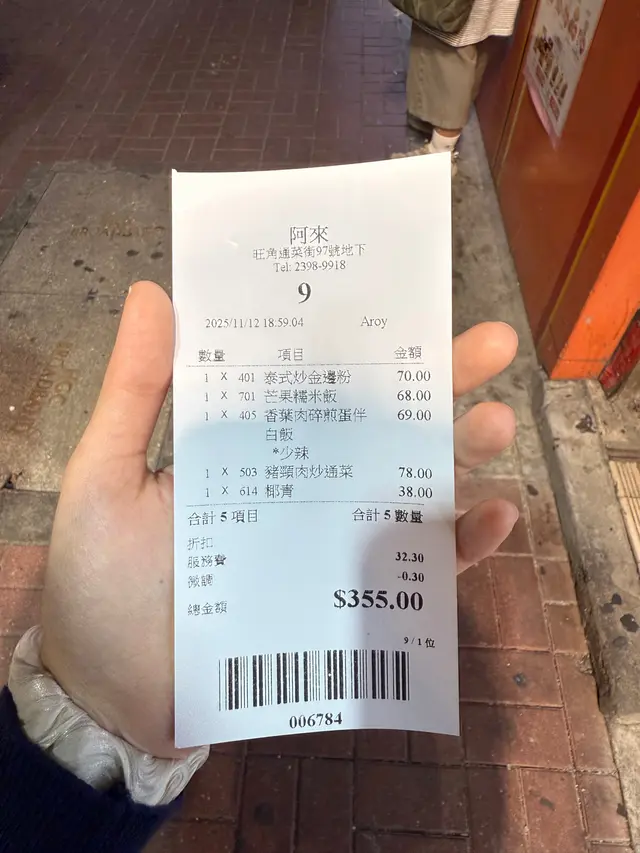 阿來
旺角通菜街97號地下
Tel: 2398-9918
9
2025/11/12 18:59:04 Aroy
數量 項目 金額
1 X 401 泰式炒金邊粉 70.00
1 X 701 芒果糯米飯 68.00
1 X 405 香葉肉碎煎蛋伴 69.00
白飯
*少辣
1 X 503 豬頸肉炒通菜 78.00
1 X 614 椰青 38.00
合計 5 項目 合計 5 數量
折扣
服務費 32.30
微調 -0.30
總金額 $355.00
9 / 1 位
006784